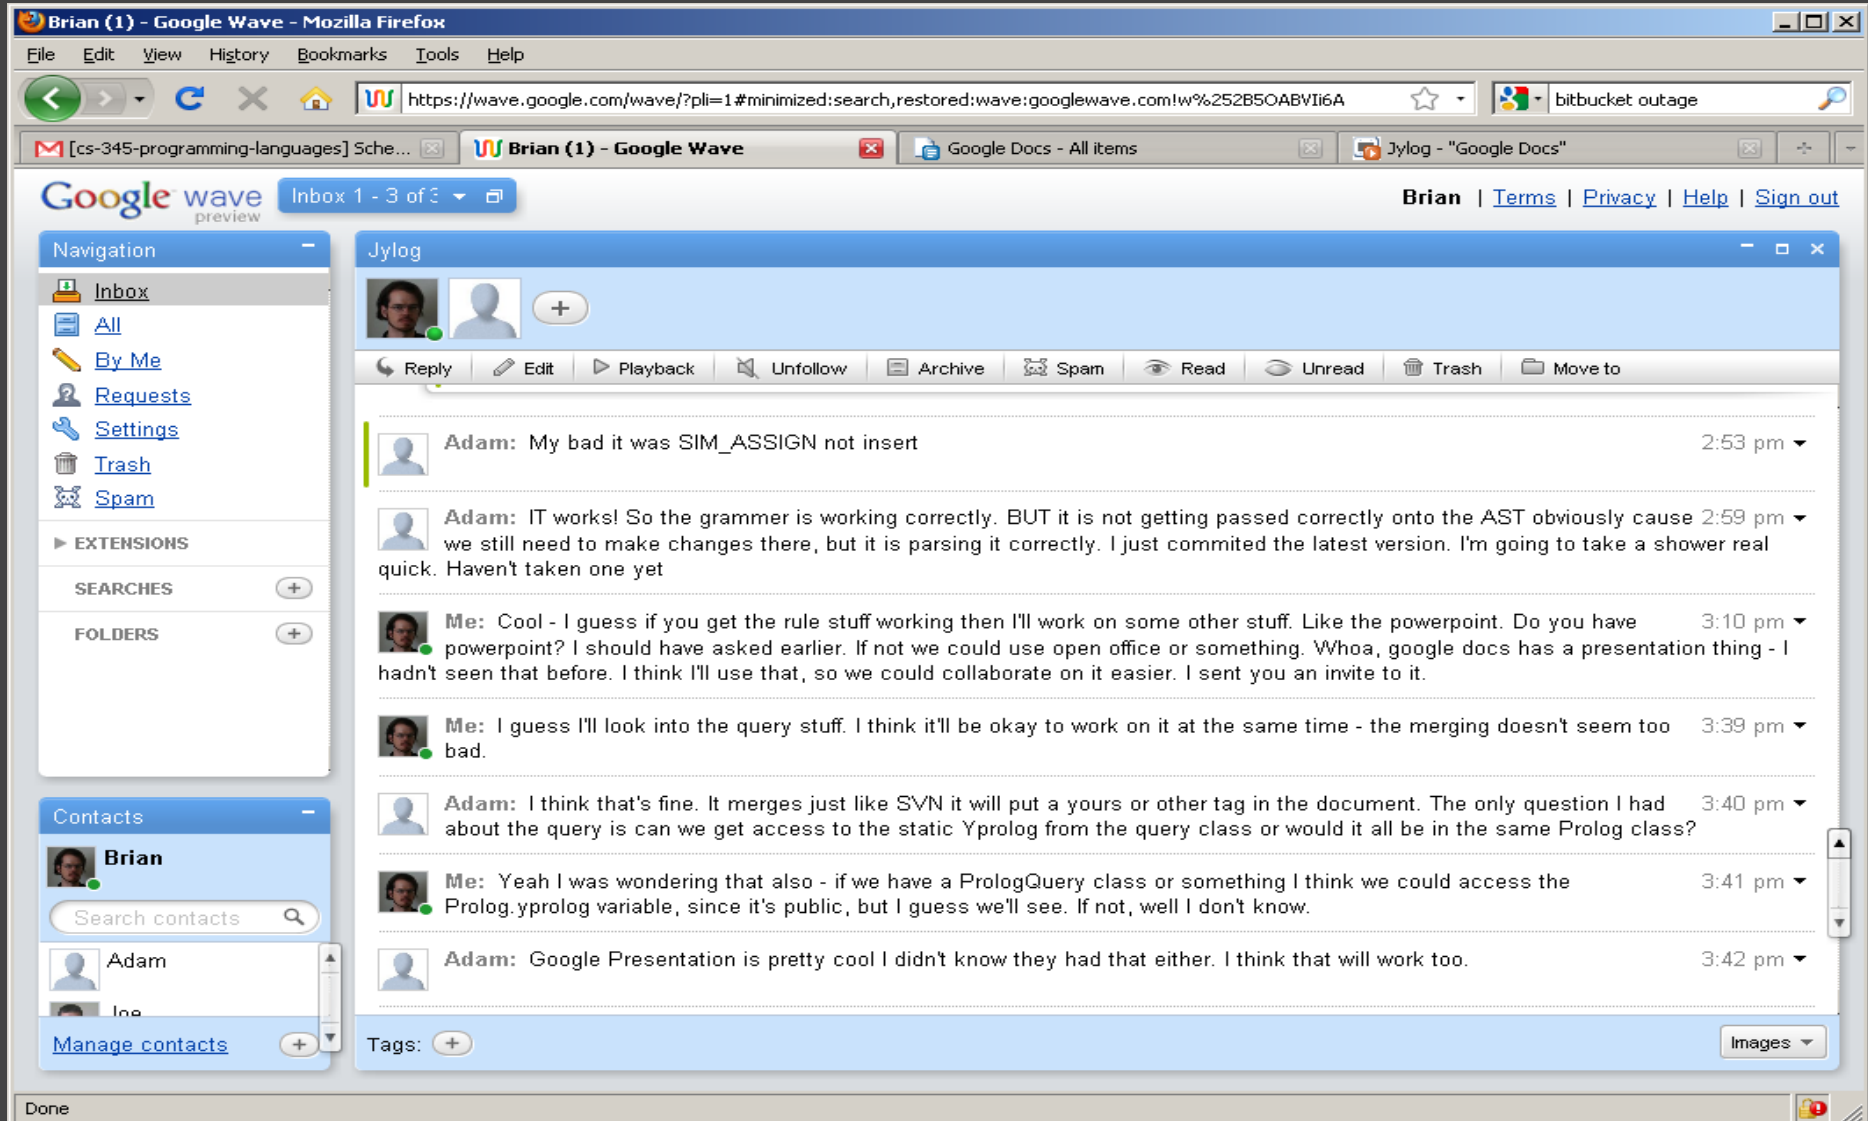 Brian (1) - Google Wave - Mozilla Firefox
File Edit View History Bookmarks Tools Help
https://wave.google.com/wave/?pli=1#minimized:search,restored:wave:googlewave.com!w%252B5OABVIi6A
bitbucket outage
[cs-345-programming-languages] Sche...
Brian (1) - Google Wave
Google Docs - All items
Jylog - "Google Docs"
Google wave
preview
Inbox 1 - 3 of 3
Brian | Terms | Privacy | Help | Sign out
Navigation
Inbox
All
By Me
Requests
Settings
Trash
Spam
EXTENSIONS
SEARCHES
FOLDERS
Contacts
Brian
Search contacts
Adam
Joe
Manage contacts
Jylog
Reply Edit Playback Unfollow Archive Spam Read Unread Trash Move to
Adam: My bad it was SIM_ASSIGN not insert 2:53 pm
Adam: IT works! So the grammer is working correctly. BUT it is not getting passed correctly onto the AST obviously cause 2:59 pm
we still need to make changes there, but it is parsing it correctly. I just commited the latest version. I'm going to take a shower real
quick. Haven't taken one yet
Me: Cool - I guess if you get the rule stuff working then I'll work on some other stuff. Like the powerpoint. Do you have 3:10 pm
powerpoint? I should have asked earlier. If not we could use open office or something. Whoa, google docs has a presentation thing - I
hadn't seen that before. I think I'll use that, so we could collaborate on it easier. I sent you an invite to it.
Me: I guess I'll look into the query stuff. I think it'll be okay to work on it at the same time - the merging doesn't seem too 3:39 pm
bad.
Adam: I think that's fine. It merges just like SVN it will put a yours or other tag in the document. The only question I had 3:40 pm
about the query is can we get access to the static Yprolog from the query class or would it all be in the same Prolog class?
Me: Yeah I was wondering that also - if we have a PrologQuery class or something I think we could access the 3:41 pm
Prolog.yprolog variable, since it's public, but I guess we'll see. If not, well I don't know.
Adam: Google Presentation is pretty cool I didn't know they had that either. I think that will work too. 3:42 pm
Tags:
Images
Done